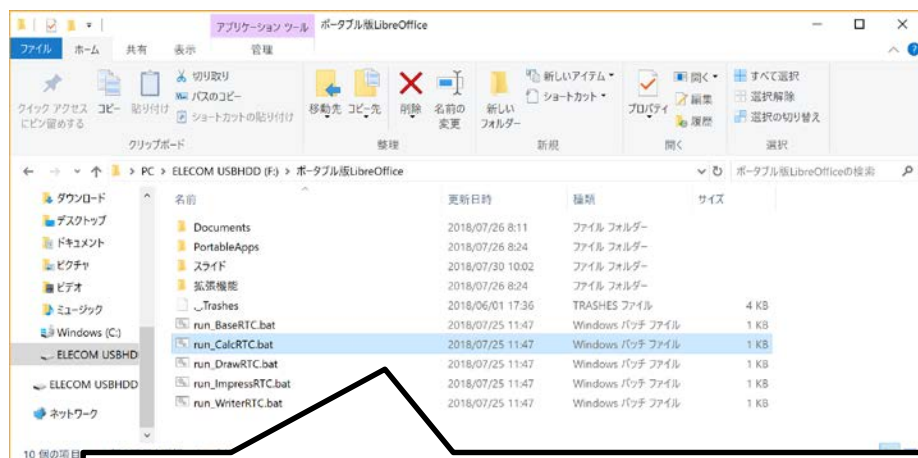 アプリケーション ツール ポータブル版LibreOffice
ファイル ホーム 共有 表示 管理
クイック アクセス
にピン留めする
コピー
貼り付け
切り取り
パスのコピー
ショートカットの貼り付け
移動先 コピー先
削除
名前の
変更
新しい
フォルダー
新しいアイテム
ショートカット
プロパティ
開く
編集
履歴
すべて選択
選択解除
選択の切り替え
クリップボード 整理 新規 開く 選択
PC > ELECOM USBHDD (F:) > ポータブル版LibreOffice
ポータブル版LibreOfficeの検索
名前 更新日時 種類 サイズ
ダウンロード
デスクトップ
ドキュメント
ピクチャ
ビデオ
ミュージック
Windows (C:)
ELECOM USBHD
ELECOM USBHDD
ネットワーク
Documents 2018/07/26 8:11 ファイル フォルダー
PortableApps 2018/07/26 8:24 ファイル フォルダー
スライド 2018/07/30 10:02 ファイル フォルダー
拡張機能 2018/07/26 8:24 ファイル フォルダー
._Trashes 2018/06/01 17:36 TRASHES ファイル 4 KB
run_BaseRTC.bat 2018/07/25 11:47 Windows バッチ ファイル 1 KB
run_CalcRTC.bat 2018/07/25 11:47 Windows バッチ ファイル 1 KB
run_DrawRTC.bat 2018/07/25 11:47 Windows バッチ ファイル 1 KB
run_ImpressRTC.bat 2018/07/25 11:47 Windows バッチ ファイル 1 KB
run_WriterRTC.bat 2018/07/25 11:47 Windows バッチ ファイル 1 KB
10 個の項目